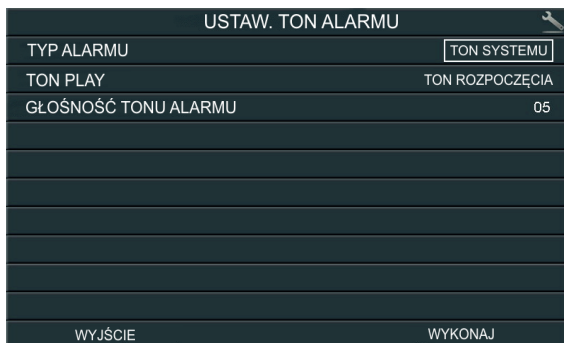 USTAW. TON ALARMU
TYP ALARMU TON SYSTEMU
TON PLAY TON ROZPOCZĘCIA
GŁOŚNOŚĆ TONU ALARMU 05
WYJŚCIE WYKONAJ